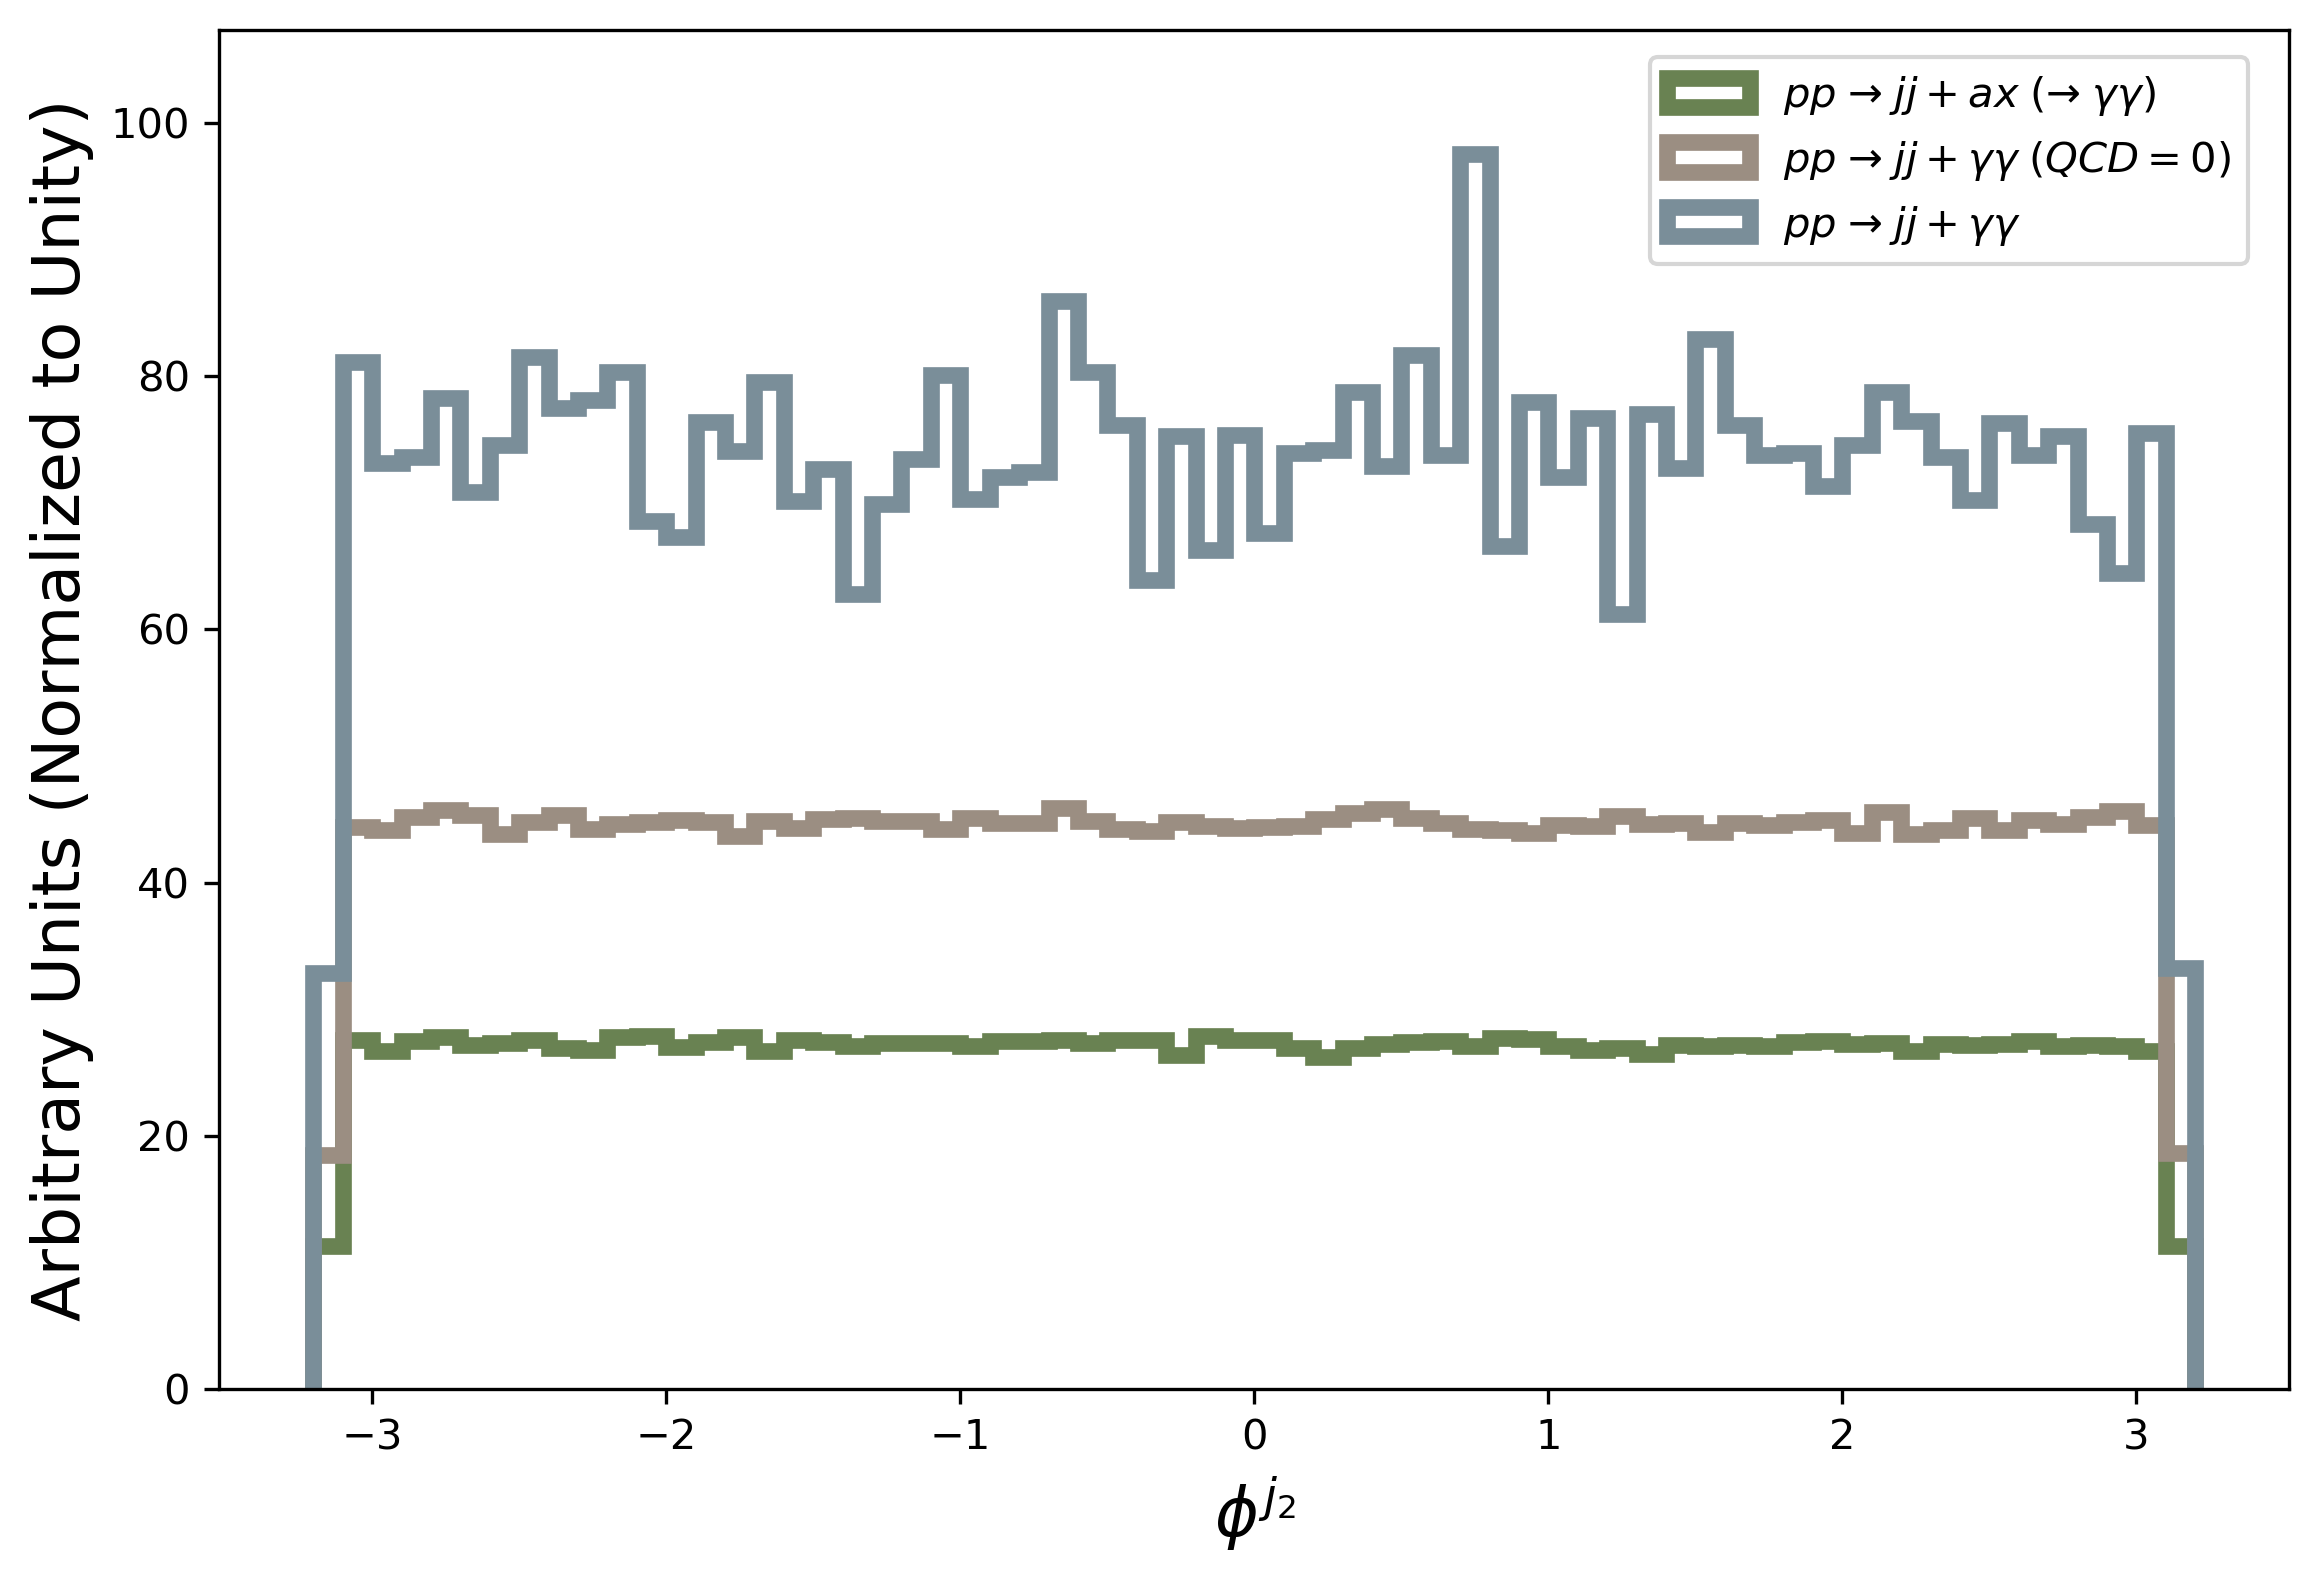 Arbitrary Units (Normalized to Unity)
100
80
60
40
20
0
−3
−2
−1
0
1
2
3
ϕ^{j_2}
pp → jj + ax (→ γγ)
pp → jj + γγ (QCD = 0)
pp → jj + γγ